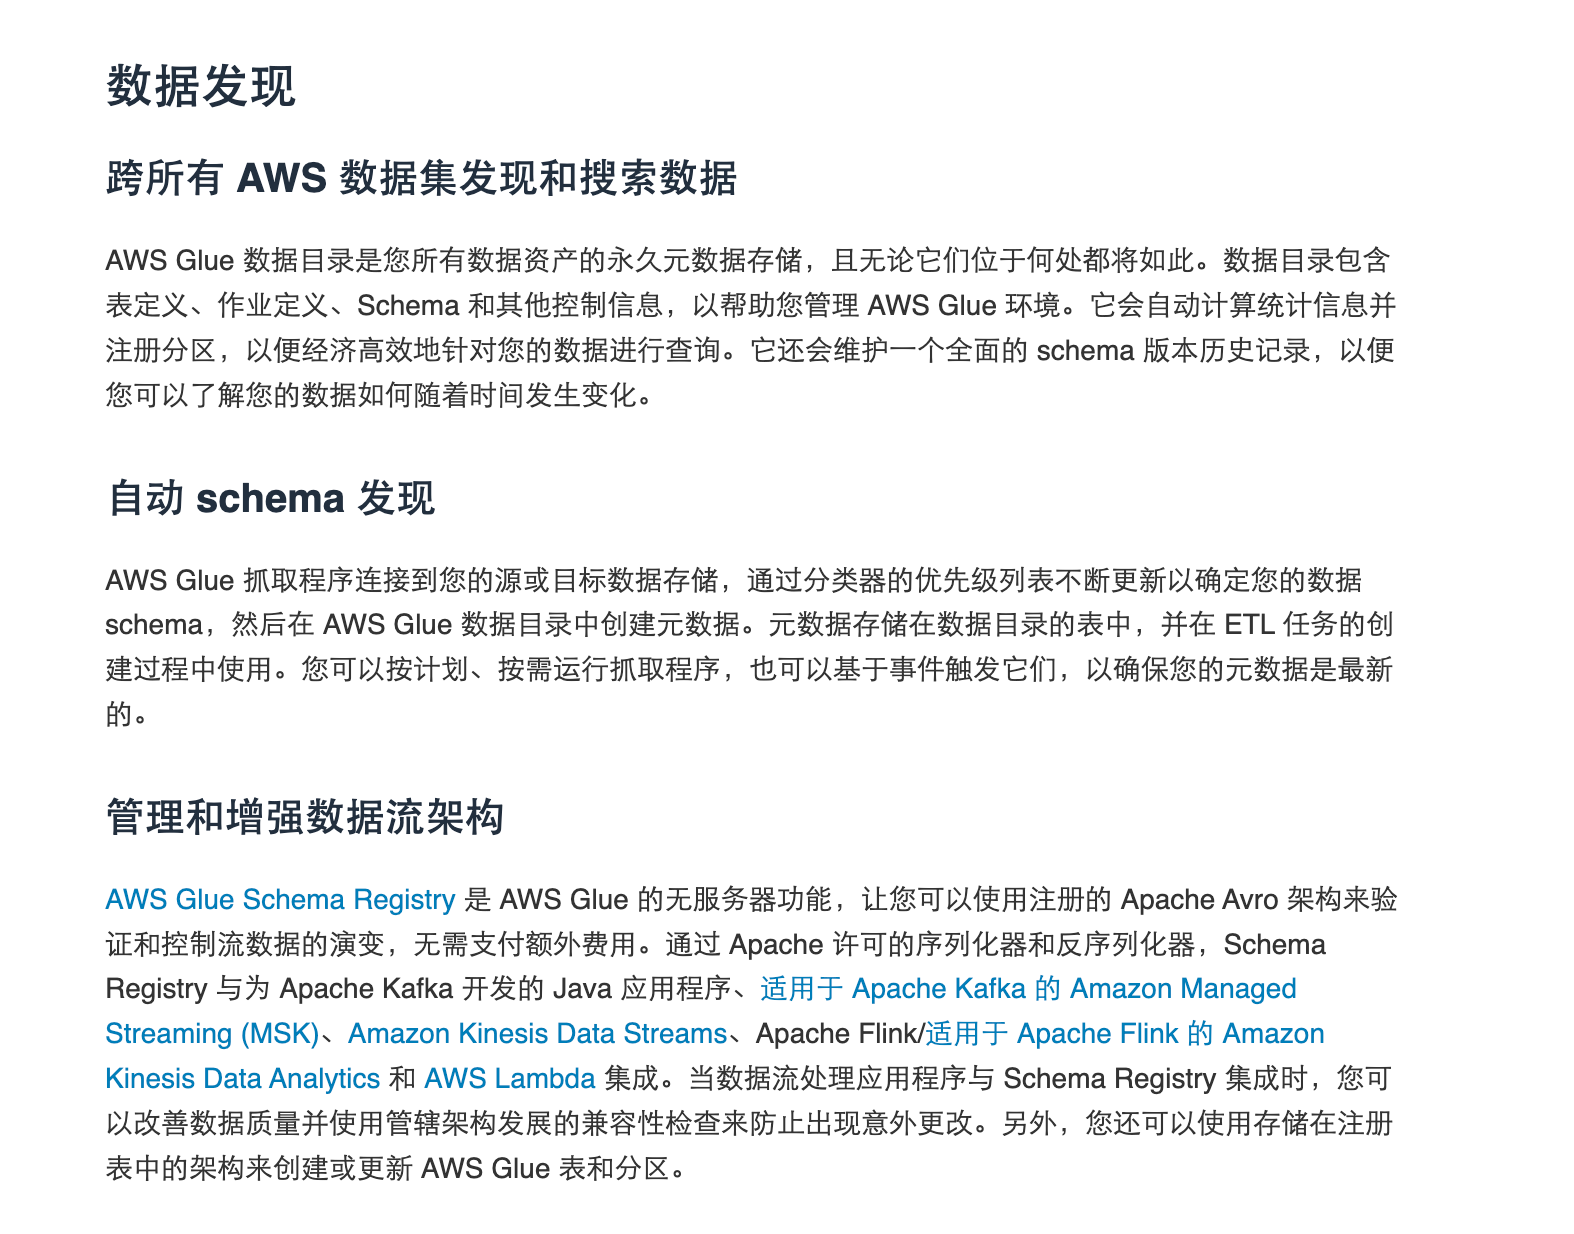 数据发现
跨所有 AWS 数据集发现和搜索数据
AWS Glue 数据目录是您所有数据资产的永久元数据存储，且无论它们位于何处都将如此。数据目录包含
表定义、作业定义、Schema 和其他控制信息，以帮助您管理 AWS Glue 环境。它会自动计算统计信息并
注册分区，以便经济高效地针对您的数据进行查询。它还会维护一个全面的 schema 版本历史记录，以便
您可以了解您的数据如何随着时间发生变化。
自动 schema 发现
AWS Glue 抓取程序连接到您的源或目标数据存储，通过分类器的优先级列表不断更新以确定您的数据
schema，然后在 AWS Glue 数据目录中创建元数据。元数据存储在数据目录的表中，并在 ETL 任务的创
建过程中使用。您可以按计划、按需运行抓取程序，也可以基于事件触发它们，以确保您的元数据是最新
的。
管理和增强数据流架构
AWS Glue Schema Registry 是 AWS Glue 的无服务器功能，让您可以使用注册的 Apache Avro 架构来验
证和控制流数据的演变，无需支付额外费用。通过 Apache 许可的序列化器和反序列化器，Schema
Registry 与为 Apache Kafka 开发的 Java 应用程序、适用于 Apache Kafka 的 Amazon Managed
Streaming (MSK)、Amazon Kinesis Data Streams、Apache Flink/适用于 Apache Flink 的 Amazon
Kinesis Data Analytics 和 AWS Lambda 集成。当数据流处理应用程序与 Schema Registry 集成时，您可
以改善数据质量并使用管辖架构发展的兼容性检查来防止出现意外更改。另外，您还可以使用存储在注册
表中的架构来创建或更新 AWS Glue 表和分区。